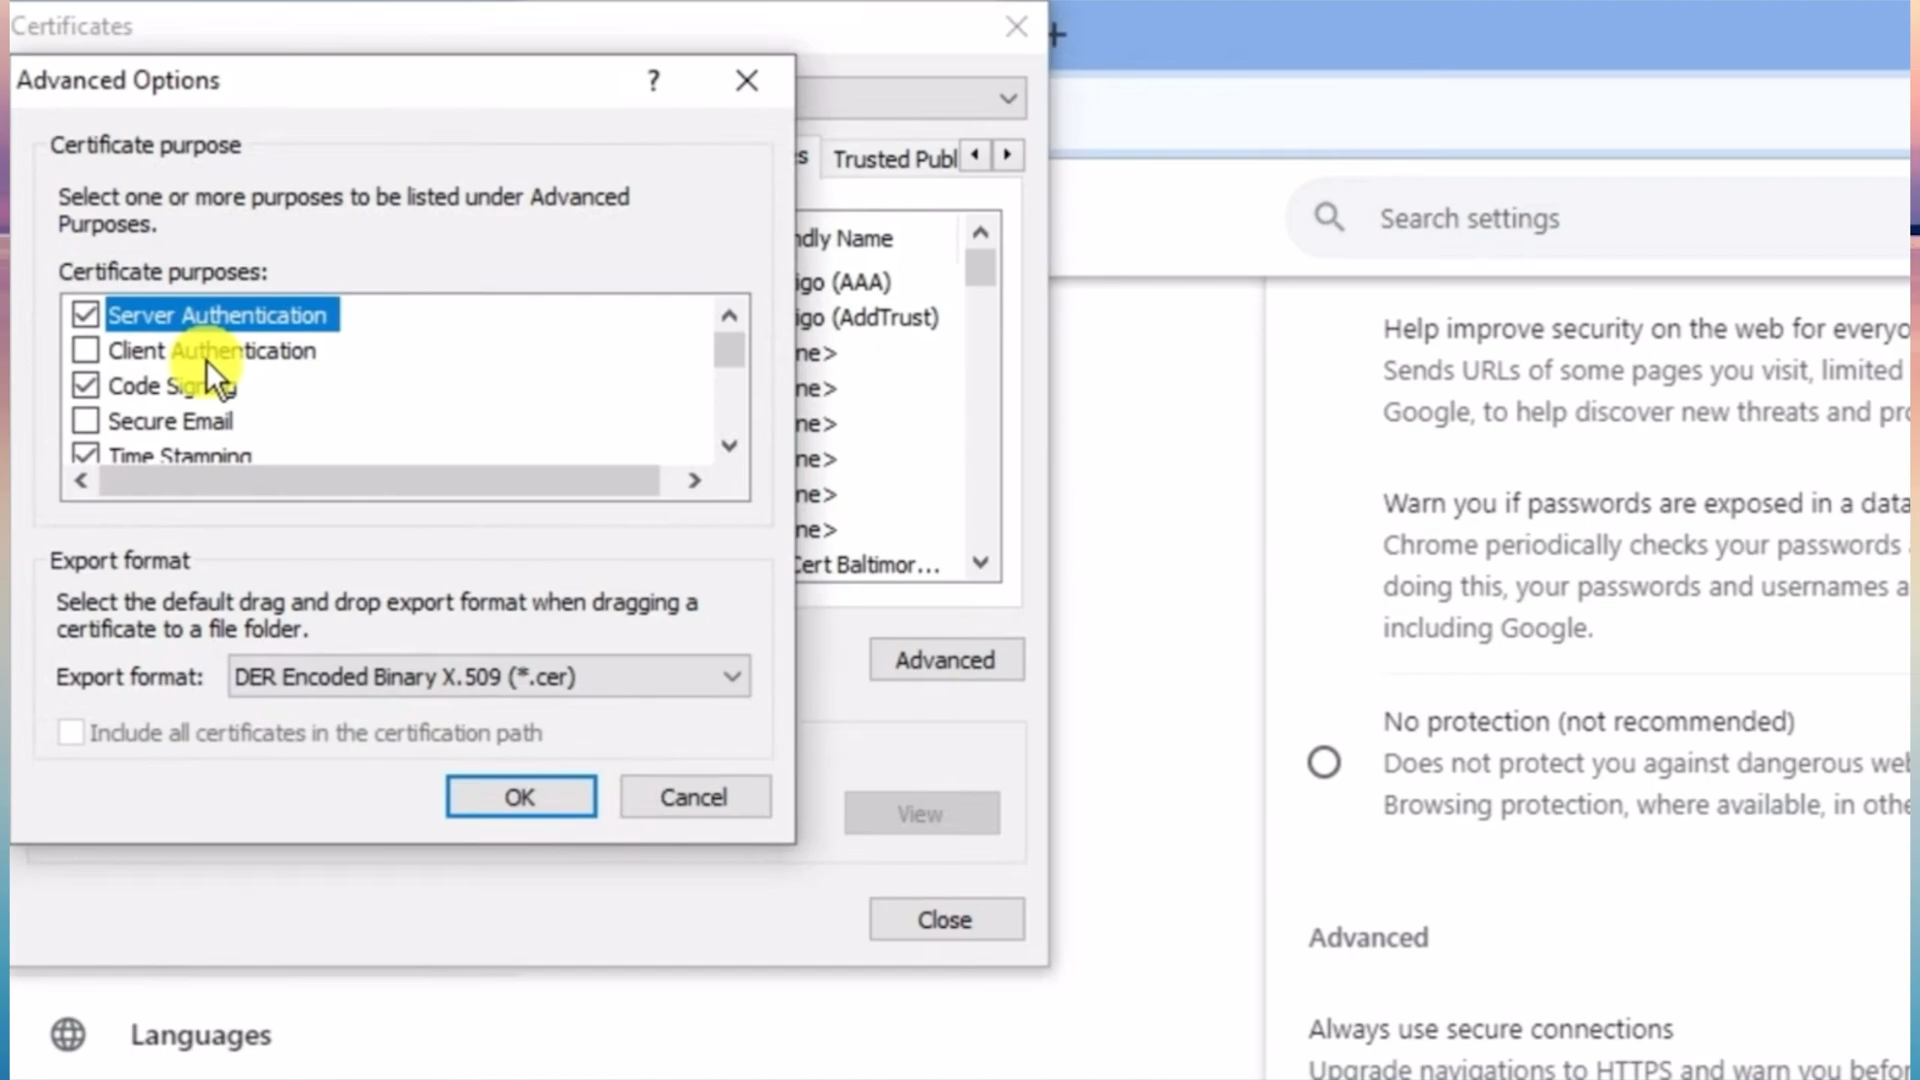 Certificates
Advanced Options
Certificate purpose
Select one or more purposes to be listed under Advanced
Purposes.
Certificate purposes:
Server Authentication
Client Authentication
Code Signing
Secure Email
Time Stamping
Export format
Select the default drag and drop export format when dragging a
certificate to a file folder.
Export format: DER Encoded Binary X.509 (*.cer)
Include all certificates in the certification path
OK Cancel
s Trusted Publ
ndly Name
igo (AAA)
igo (AddTrust)
ne>
ne>
ne>
ne>
ne>
ne>
Cert Baltimor...
Advanced
View
Close
Languages
Search settings
Help improve security on the web for everyo
Sends URLs of some pages you visit, limited
Google, to help discover new threats and pro
Warn you if passwords are exposed in a data
Chrome periodically checks your passwords
doing this, your passwords and usernames a
including Google.
No protection (not recommended)
Does not protect you against dangerous web
Browsing protection, where available, in othe
Advanced
Always use secure connections
Upgrade navigations to HTTPS and warn you befor